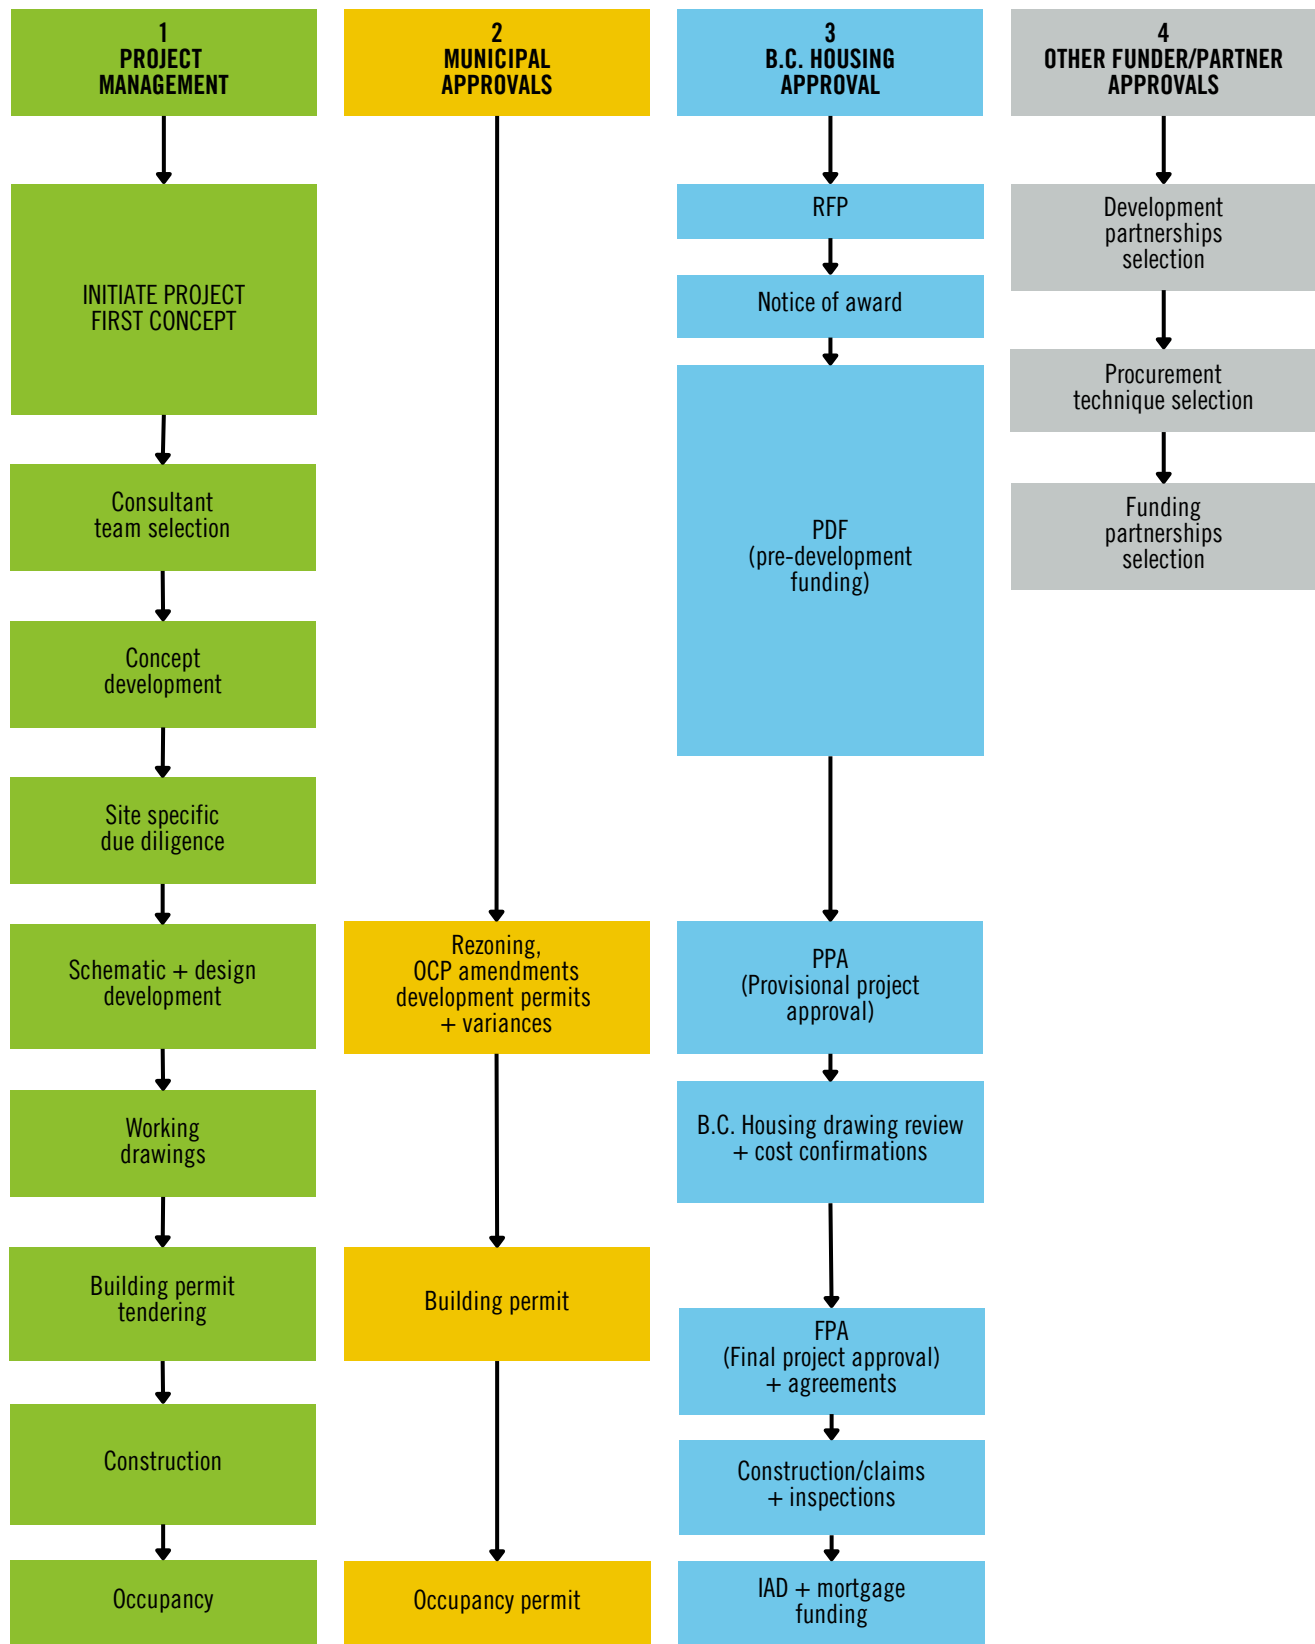 1
PROJECT
MANAGEMENT
INITIATE PROJECT
FIRST CONCEPT
Consultant
team selection
Concept
development
Site specific
due diligence
Schematic + design
development
Working
drawings
Building permit
tendering
Construction
Occupancy
2
MUNICIPAL
APPROVALS
Rezoning,
OCP amendments
development permits
+ variances
Building permit
Occupancy permit
3
B.C. HOUSING
APPROVAL
RFP
Notice of award
PDF
(pre-development
funding)
PPA
(Provisional project
approval)
B.C. Housing drawing review
+ cost confirmations
FPA
(Final project approval)
+ agreements
Construction/claims
+ inspections
IAD + mortgage
funding
4
OTHER FUNDER/PARTNER
APPROVALS
Development
partnerships
selection
Procurement
technique selection
Funding
partnerships
selection